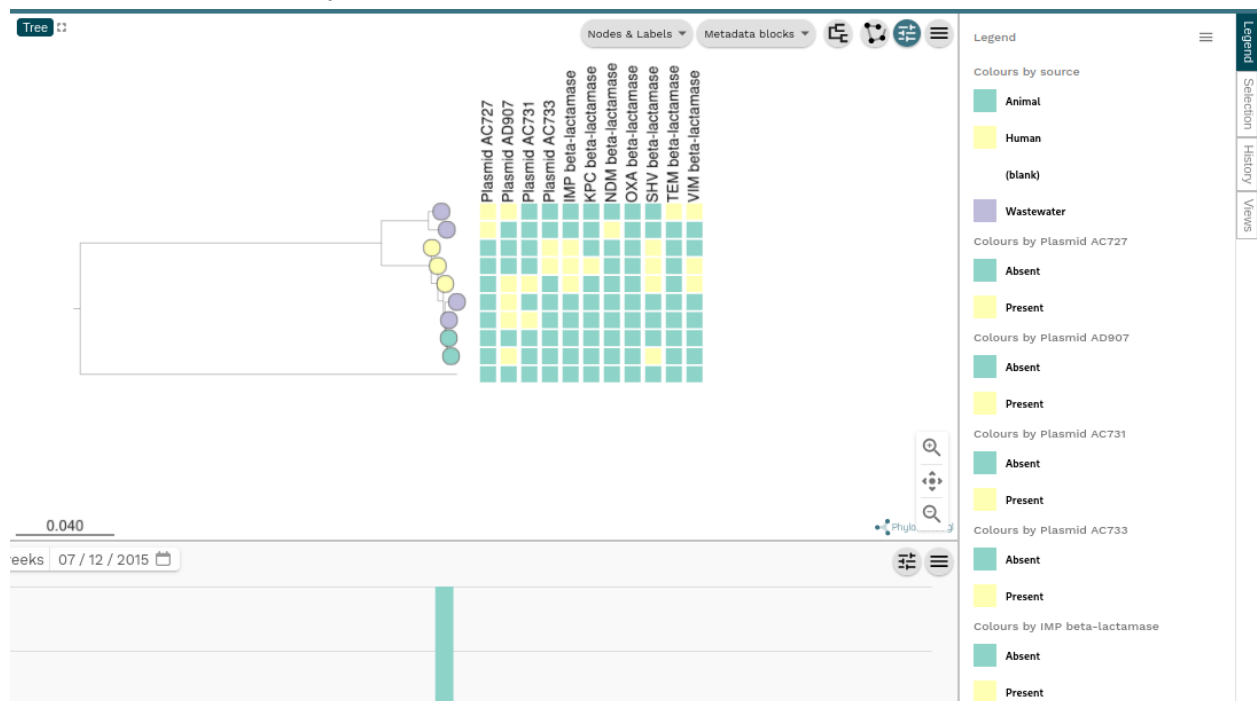 Tree
Nodes & Labels
Metadata blocks
Plasmid AC727
Plasmid AD907
Plasmid AC731
Plasmid AC733
IMP beta-lactamase
KPC beta-lactamase
NDM beta-lactamase
OXA beta-lactamase
SHV beta-lactamase
TEM beta-lactamase
VIM beta-lactamase
0.040
Phylo
eeks
07 / 12 / 2015
Legend
Colours by source
Animal
Human
(blank)
Wastewater
Colours by Plasmid AC727
Absent
Present
Colours by Plasmid AD907
Absent
Present
Colours by Plasmid AC731
Absent
Present
Colours by Plasmid AC733
Absent
Present
Colours by IMP beta-lactamase
Absent
Present
Legend
Selection
History
Views